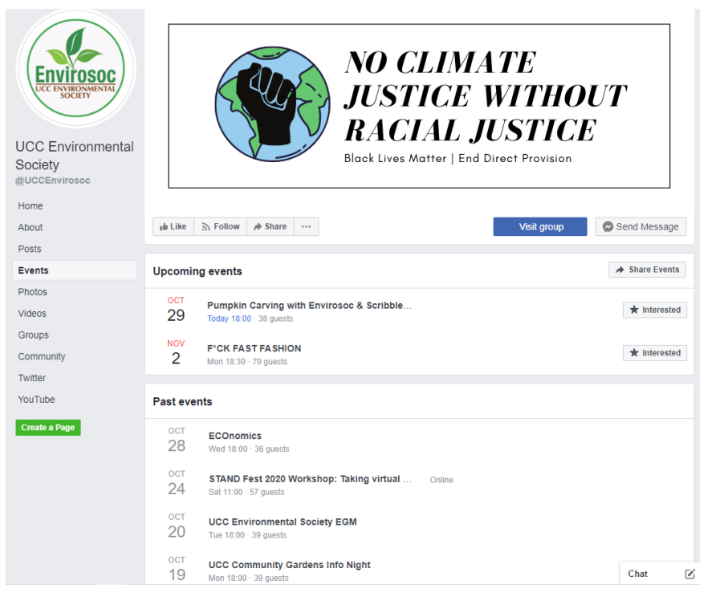 Envirosoc
UCC ENVIRONMENTAL
SOCIETY
UCC Environmental
Society
@UCCEnvirosoc
Home
About
Posts
Events
Photos
Videos
Groups
Community
Twitter
YouTube
Create a Page
NO CLIMATE
JUSTICE WITHOUT
RACIAL JUSTICE
Black Lives Matter | End Direct Provision
Like Follow Share ··· Visit group Send Message
Upcoming events Share Events
OCT
29
Pumpkin Carving with Envirosoc & Scribble...
Today 18:00 · 38 guests
Interested
NOV
2
F*CK FAST FASHION
Mon 18:30 · 70 guests
Interested
Past events
OCT
28
ECOnomics
Wed 18:00 · 36 guests
OCT
24
STAND Fest 2020 Workshop: Taking virtual ... Online
Sat 11:00 · 57 guests
OCT
20
UCC Environmental Society EGM
Tue 18:00 · 39 guests
OCT
19
UCC Community Gardens Info Night
Mon 18:00 · 39 guests
Chat